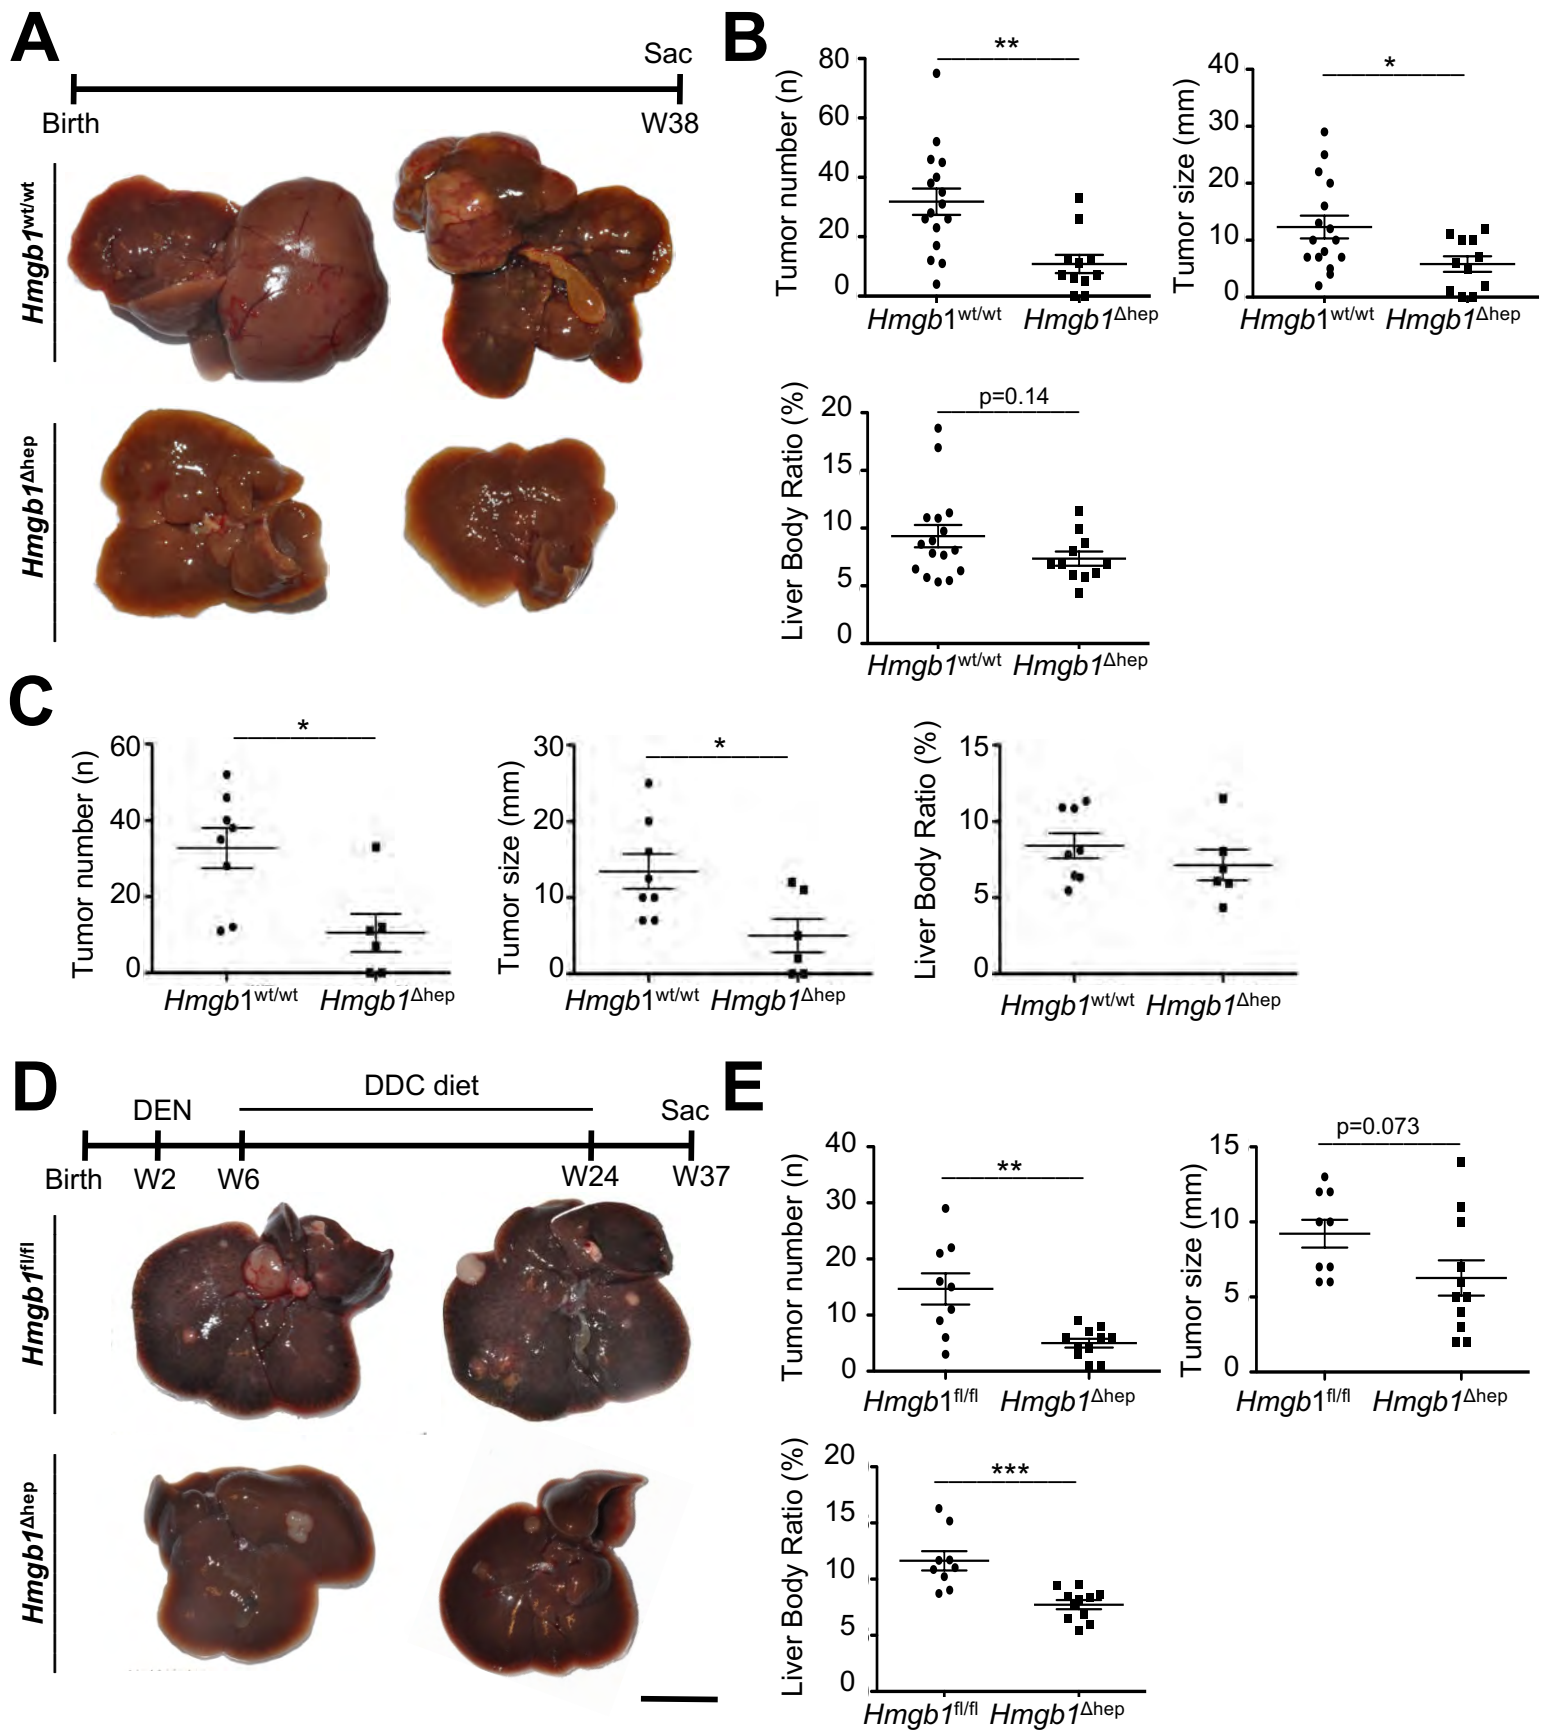 A
Sac
Birth
W38
Hmgb1wt/wt
Hmgb1Δhep
B
Tumor number (n)
80
60
40
20
0
**
Hmgb1wt/wt Hmgb1Δhep
Tumor size (mm)
40
30
20
10
0
*
Hmgb1wt/wt Hmgb1Δhep
Liver Body Ratio (%)
20
15
10
5
0
p=0.14
Hmgb1wt/wt Hmgb1Δhep
C
Tumor number (n)
60
40
20
0
*
Hmgb1wt/wt Hmgb1Δhep
Tumor size (mm)
30
20
10
0
*
Hmgb1wt/wt Hmgb1Δhep
Liver Body Ratio (%)
15
10
5
0
Hmgb1wt/wt Hmgb1Δhep
D
DDC diet
DEN
Sac
Birth W2 W6 W24 W37
Hmgb1fl/fl
Hmgb1Δhep
E
Tumor number (n)
40
30
20
10
0
**
Hmgb1fl/fl Hmgb1Δhep
Tumor size (mm)
15
10
5
0
p=0.073
Hmgb1fl/fl Hmgb1Δhep
Liver Body Ratio (%)
20
15
10
5
0
***
Hmgb1fl/fl Hmgb1Δhep